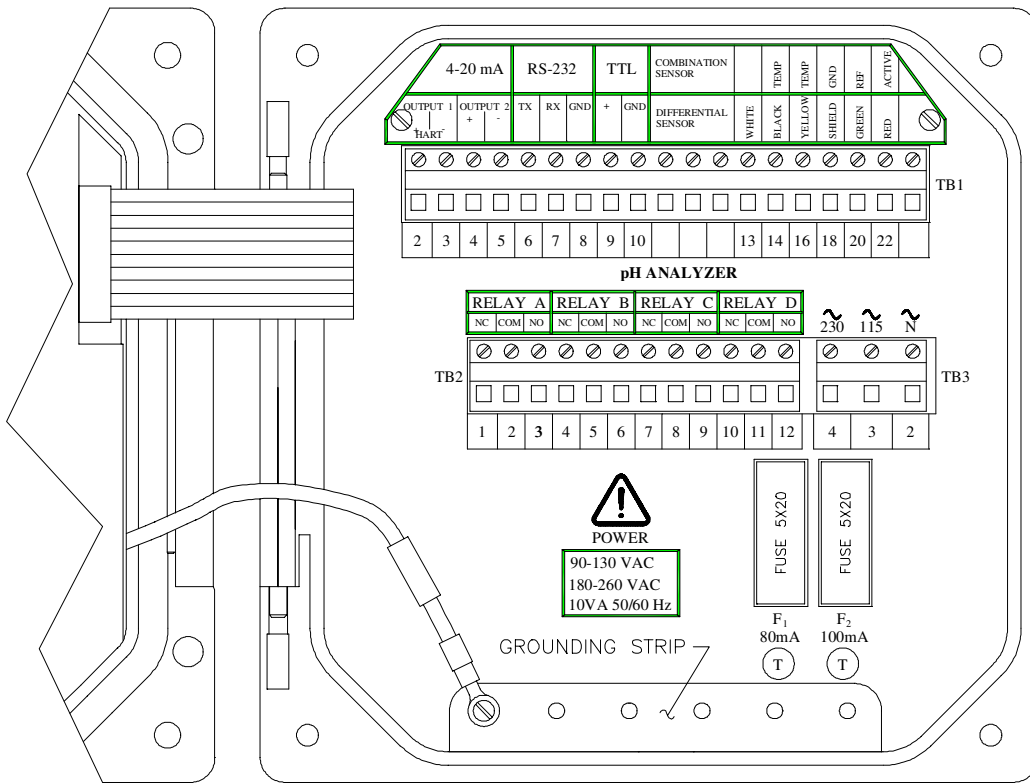 4-20 mA RS-232 TTL COMBINATION SENSOR TEMP TEMP GND REF ACTIVE
OUTPUT 1 OUTPUT 2 TX RX GND + GND DIFFERENTIAL SENSOR WHITE BLACK YELLOW SHIELD GREEN RED
+ HART - + -
TB1
2 3 4 5 6 7 8 9 10 13 14 16 18 20 22
pH ANALYZER
RELAY A RELAY B RELAY C RELAY D
NC COM NO NC COM NO NC COM NO NC COM NO
~ ~ ~
230 115 N
TB2 TB3
1 2 3 4 5 6 7 8 9 10 11 12 4 3 2
POWER
90-130 VAC
180-260 VAC
10VA 50/60 Hz
FUSE 5X20
FUSE 5X20
F1
80mA
T
F2
100mA
T
GROUNDING STRIP